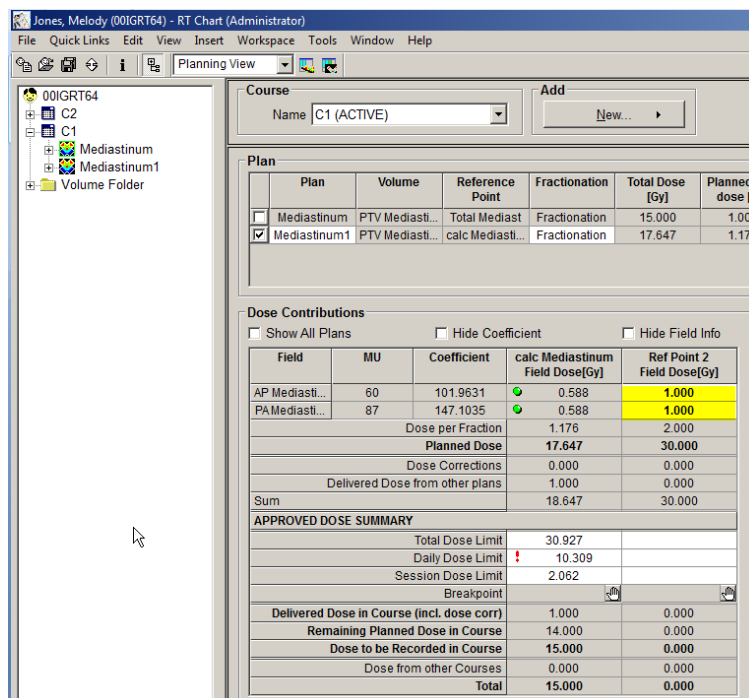 Jones, Melody (00IGRT64) - RT Chart (Administrator)
File Quick Links Edit View Insert Workspace Tools Window Help
Planning View
00IGRT64
C2
C1
Mediastinum
Mediastinum1
Volume Folder
Course
Name C1 (ACTIVE)
Add
New...
Plan
Plan Volume Reference Point Fractionation Total Dose [Gy] Planned dose [
Mediastinum PTV Mediasti... Total Mediast Fractionation 15.000 1.00
Mediastinum1 PTV Mediasti... calc Mediasti... Fractionation 17.647 1.17
Dose Contributions
Show All Plans Hide Coefficient Hide Field Info
Field MU Coefficient calc Mediastinum Field Dose[Gy] Ref Point 2 Field Dose[Gy]
AP Mediasti... 60 101.9631 0.588 1.000
PA Mediasti... 87 147.1035 0.588 1.000
Dose per Fraction 1.176 2.000
Planned Dose 17.647 30.000
Dose Corrections 0.000 0.000
Delivered Dose from other plans 1.000 0.000
Sum 18.647 30.000
APPROVED DOSE SUMMARY
Total Dose Limit 30.927
Daily Dose Limit ! 10.309
Session Dose Limit 2.062
Breakpoint
Delivered Dose in Course (incl. dose corr) 1.000 0.000
Remaining Planned Dose in Course 14.000 0.000
Dose to be Recorded in Course 15.000 0.000
Dose from other Courses 0.000 0.000
Total 15.000 0.000